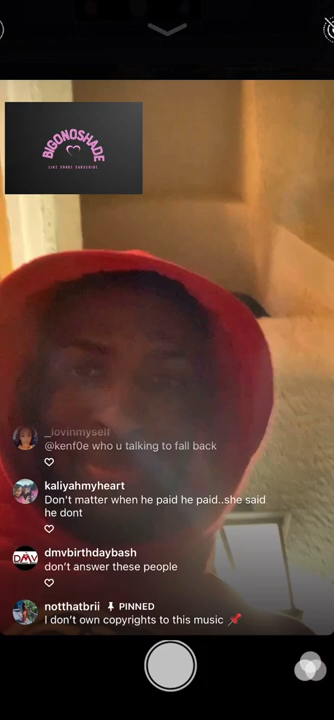 BIGONOSHADE
LIKE SHARE SUBSCRIBE
_lovinmyself
@kenf0e who u talking to fall back
kaliyahmyheart
Don't matter when he paid he paid..she said
he dont
DMV
dmvbirthdaybash
don't answer these people
notthatbrii 📌 PINNED
I don't own copyrights to this music 📌